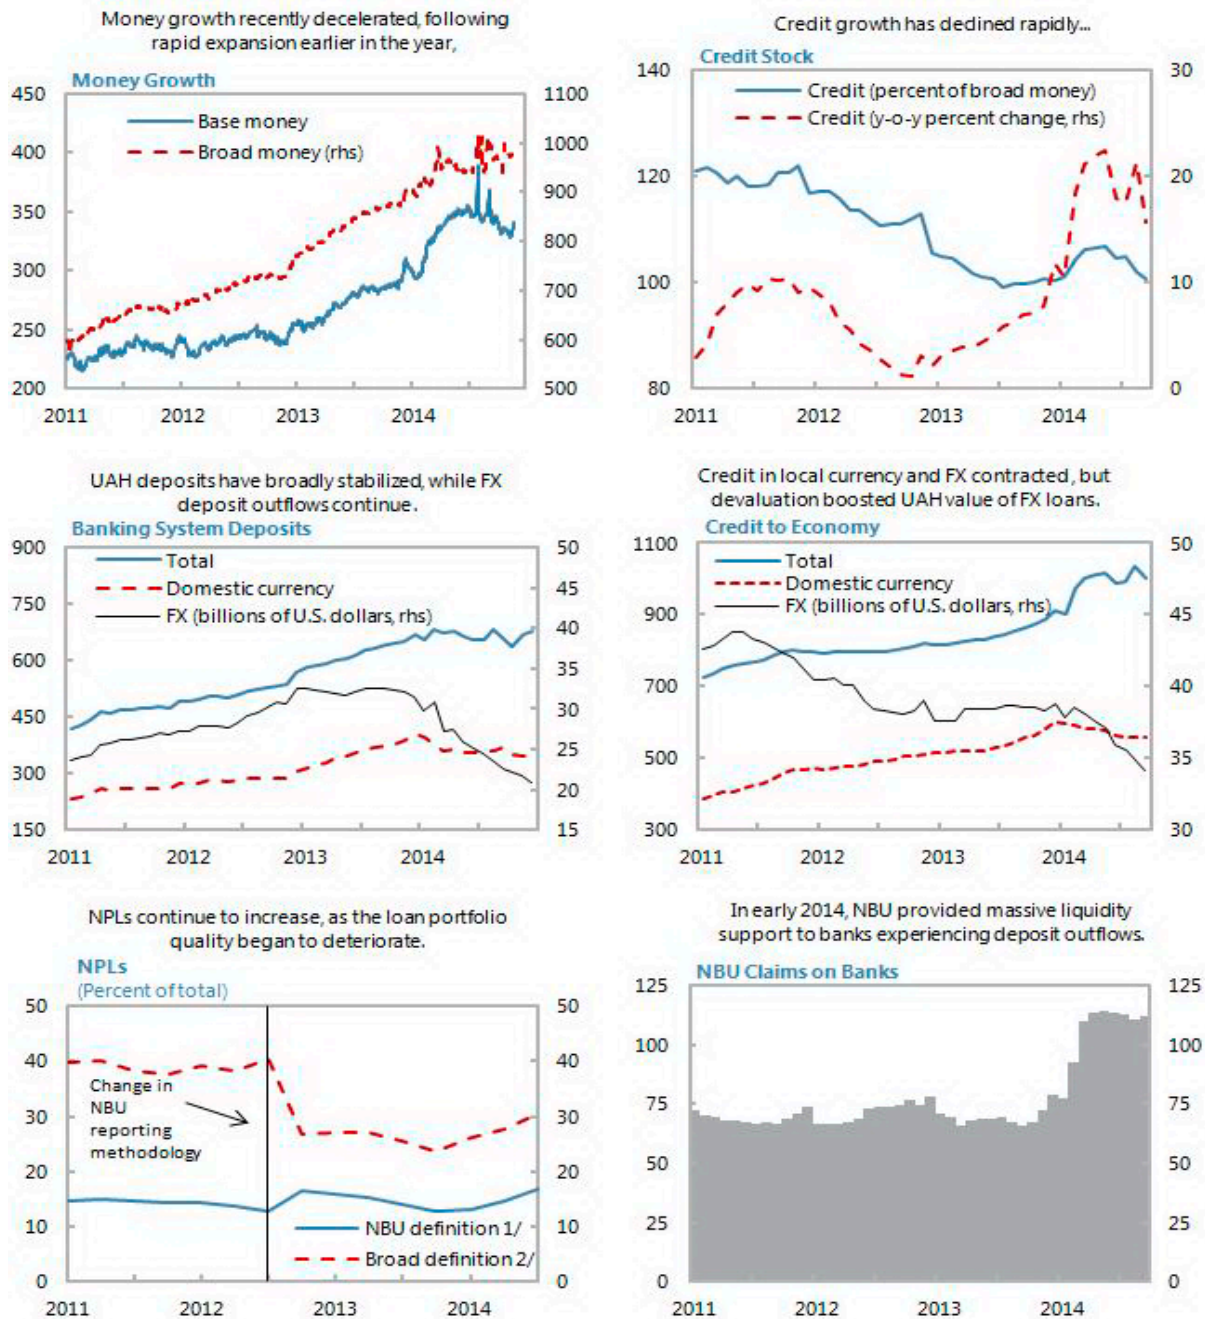 Money growth recently decelerated, following
rapid expansion earlier in the year,
Money Growth
450
400
350
300
250
200
1100
1000
900
800
700
600
500
Base money
Broad money (rhs)
2011
2012
2013
2014
Credit growth has declined rapidly...
Credit Stock
140
120
100
80
30
20
10
0
Credit (percent of broad money)
Credit (y-o-y percent change, rhs)
2011
2012
2013
2014
UAH deposits have broadly stabilized, while FX
deposit outflows continue.
Banking System Deposits
900
750
600
450
300
150
50
45
40
35
30
25
20
15
Total
Domestic currency
FX (billions of U.S. dollars, rhs)
2011
2012
2013
2014
Credit in local currency and FX contracted, but
devaluation boosted UAH value of FX loans.
Credit to Economy
1100
900
700
500
300
50
45
40
35
30
Total
Domestic currency
FX (billions of U.S. dollars, rhs)
2011
2012
2013
2014
NPLs continue to increase, as the loan portfolio
quality began to deteriorate.
NPLs
(Percent of total)
50
40
30
20
10
0
50
40
30
20
10
0
Change in
NBU
reporting
methodology
NBU definition 1/
Broad definition 2/
2011
2012
2013
2014
In early 2014, NBU provided massive liquidity
support to banks experiencing deposit outflows.
NBU Claims on Banks
125
100
75
50
25
0
125
100
75
50
25
0
2011
2012
2013
2014